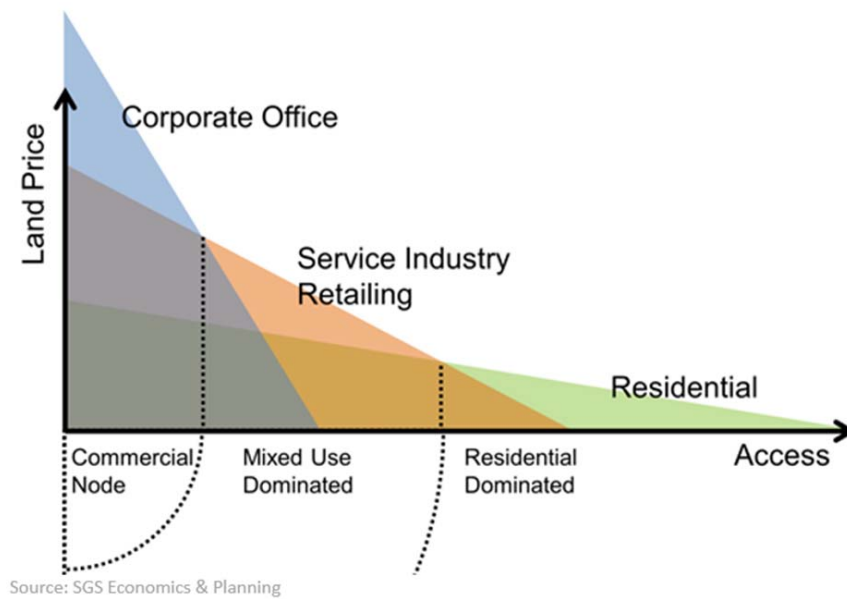 Corporate Office
Land Price
Service Industry
Retailing
Residential
Commercial
Node
Mixed Use
Dominated
Residential
Dominated
Access
Source: SGS Economics & Planning